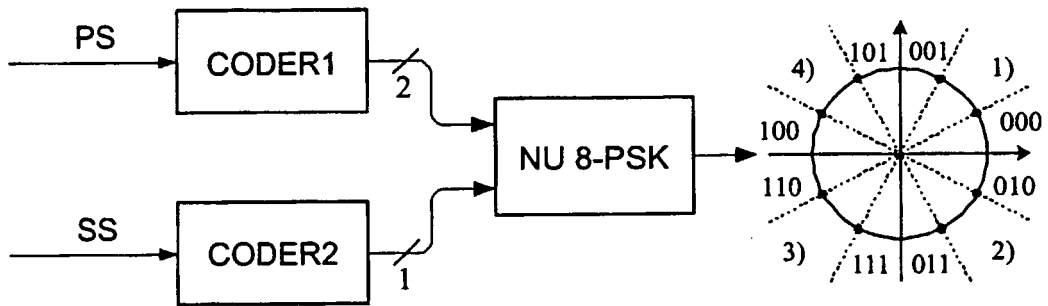 PS
CODER1
2
NU 8-PSK
SS
CODER2
1
101 001
4) 1)
100 000
110 010
3) 2)
111 011